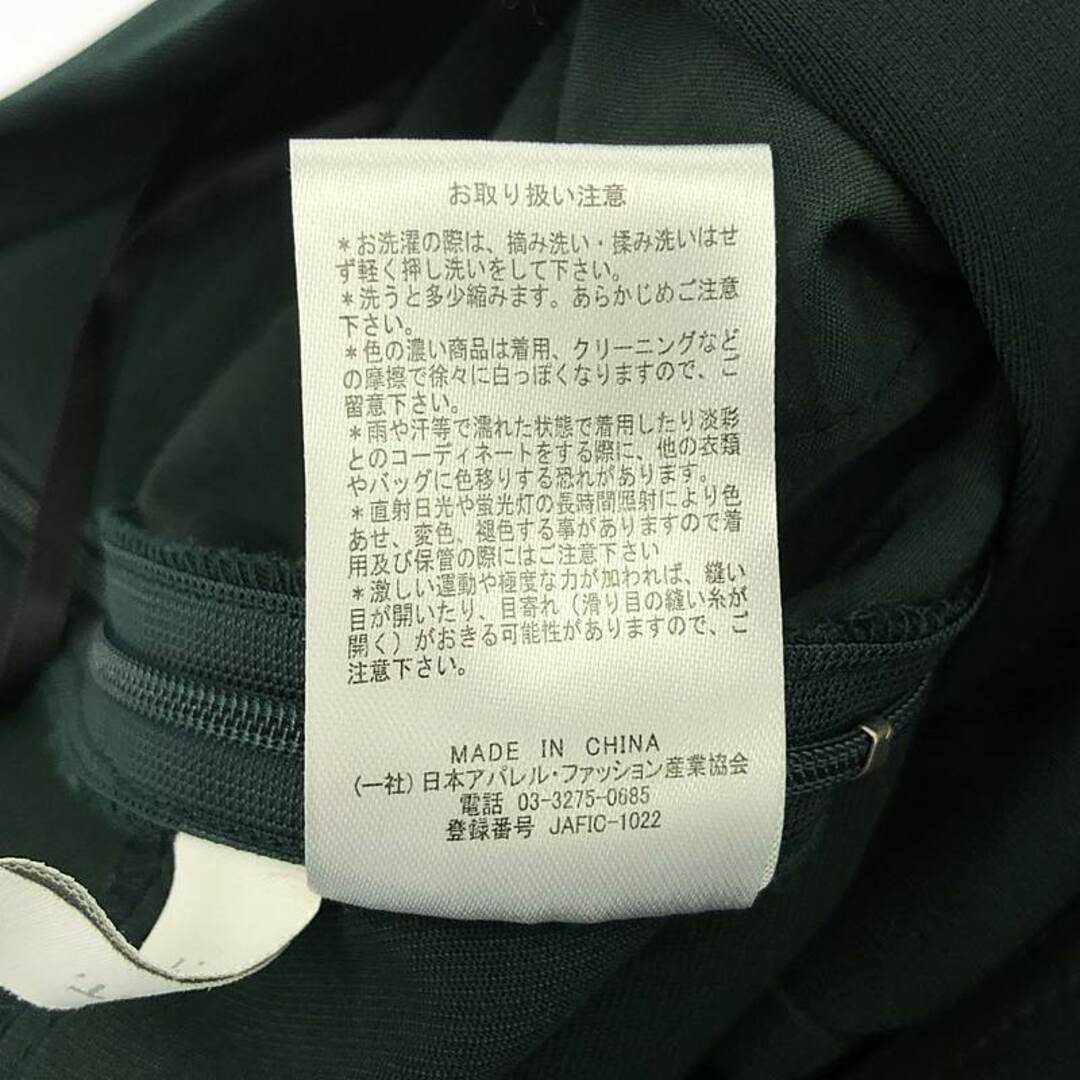 お取り扱い注意
＊お洗濯の際は、摘み洗い・揉み洗いはせ
ず軽く押し洗いをして下さい。
＊洗うと多少縮みます。あらかじめご注意
下さい。
＊色の濃い商品は着用、クリーニングなど
の摩擦で徐々に白っぽくなりますので、ご
留意下さい。
＊雨や汗等で濡れた状態で着用したり淡彩
とのコーディネートをする際に、他の衣類
やバッグに色移りする恐れがあります。
＊直射日光や蛍光灯の長時間照射により色
あせ、変色、褪色する事がありますので着
用及び保管の際にはご注意下さい
＊激しい運動や極度な力が加われば、縫い
目が開いたり、目寄れ（滑り目の縫い糸が
開く）がおきる可能性がありますので、ご
注意下さい。
MADE IN CHINA
(一社)日本アパレル・ファッション産業協会
電話 03-3275-0685
登録番号 JAFIC-1022